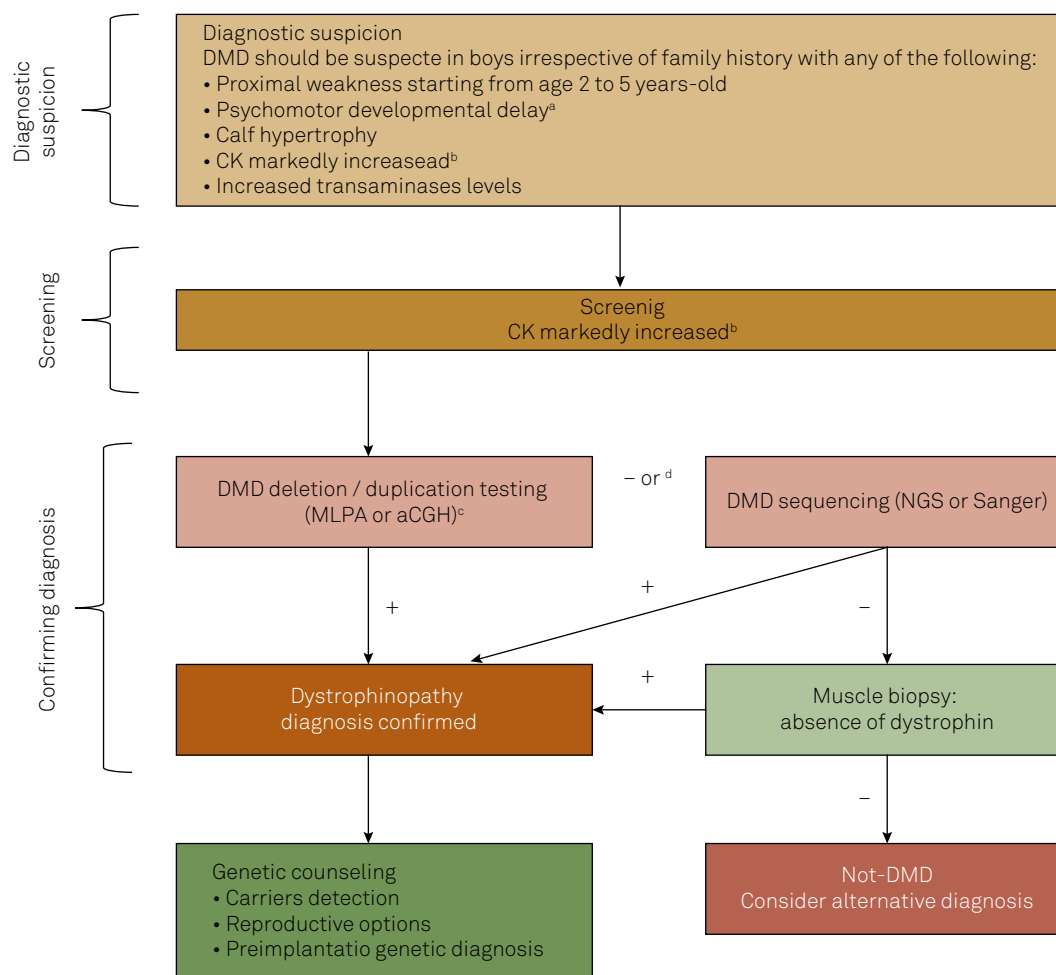 Diagnostic
suspicion
Diagnostic suspicion
DMD should be suspecte in boys irrespective of family history with any of the following:
• Proximal weakness starting from age 2 to 5 years-old
• Psychomotor developmental delayᵃ
• Calf hypertrophy
• CK markedly increaseadᵇ
• Increased transaminases levels
Screening
Screenig
CK markedly increasedᵇ
Confirming diagnosis
DMD deletion / duplication testing
(MLPA or aCGH)ᶜ
– or ᵈ
DMD sequencing (NGS or Sanger)
+
+
–
Dystrophinopathy
diagnosis confirmed
+
Muscle biopsy:
absence of dystrophin
–
Genetic counseling
• Carriers detection
• Reproductive options
• Preimplantatio genetic diagnosis
Not-DMD
Consider alternative diagnosis